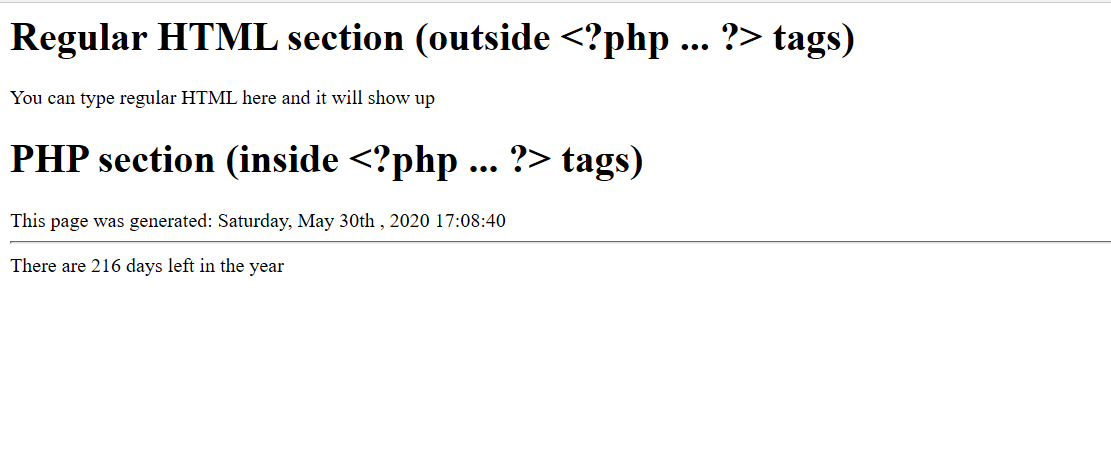 Regular HTML section (outside <?php ... ?> tags)
You can type regular HTML here and it will show up
PHP section (inside <?php ... ?> tags)
This page was generated: Saturday, May 30th , 2020 17:08:40
There are 216 days left in the year